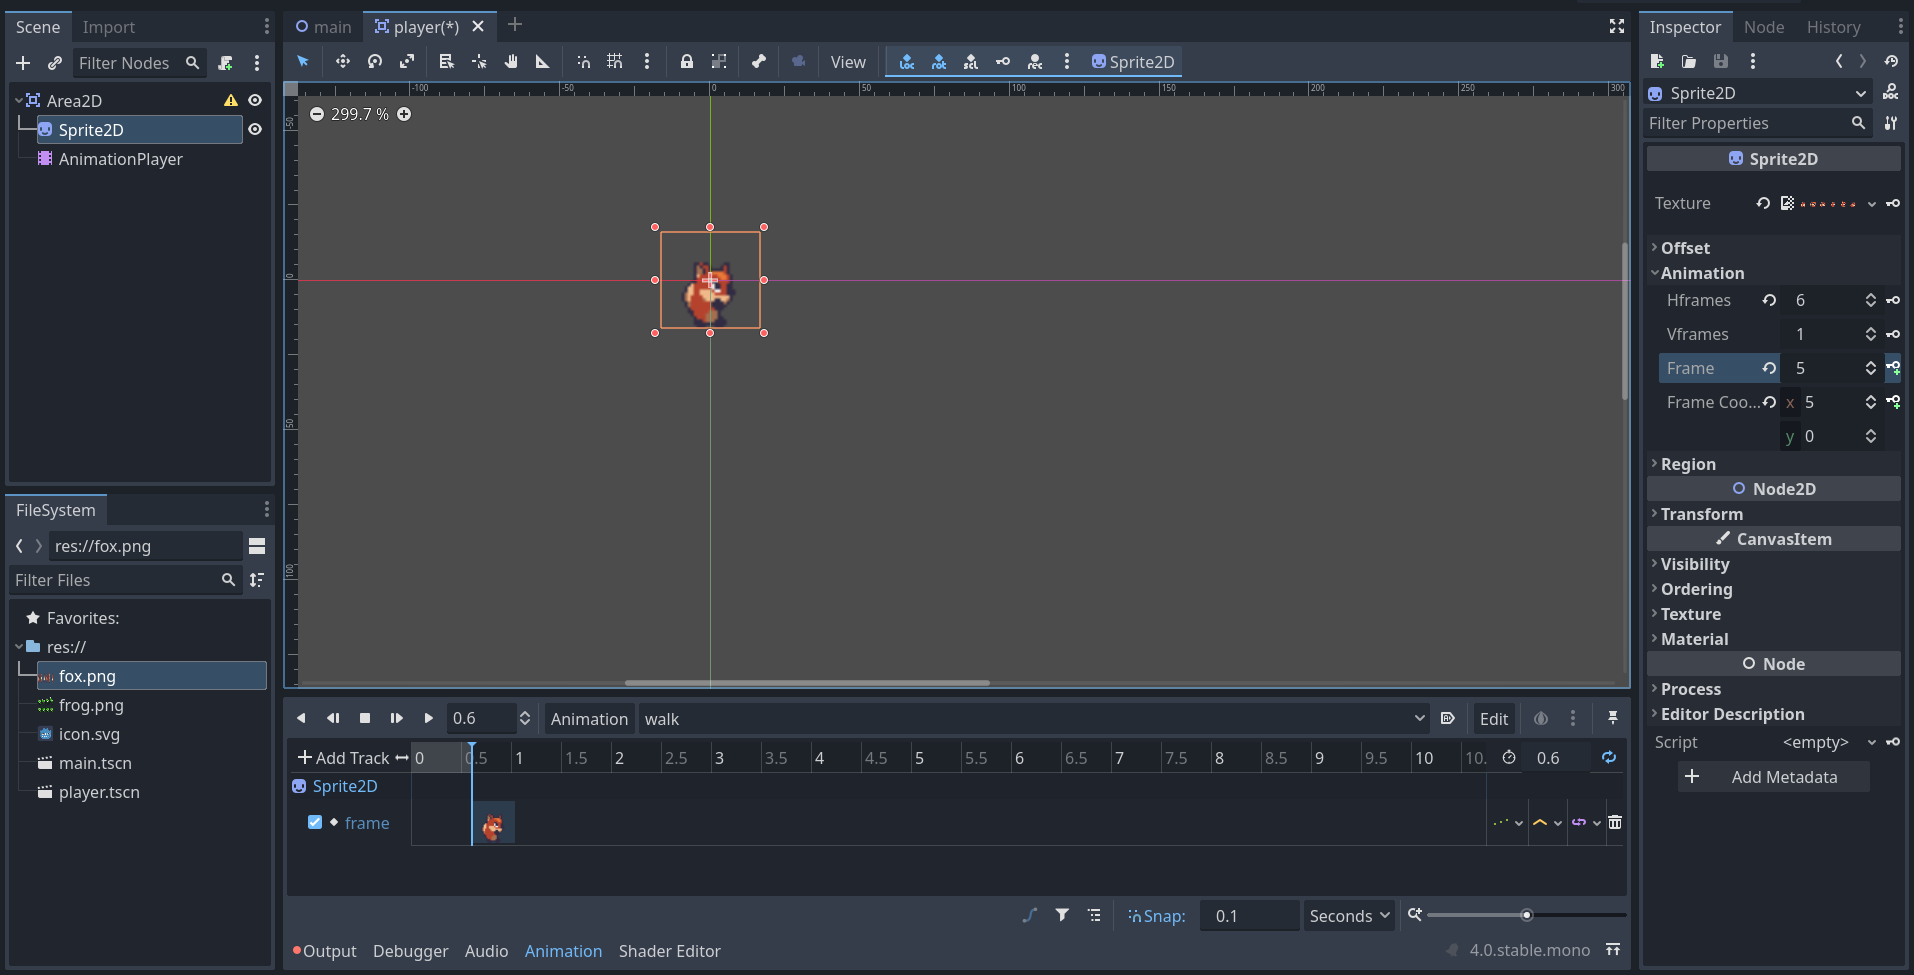 Scene Import
Filter Nodes
Area2D
Sprite2D
AnimationPlayer
FileSystem
res://fox.png
Filter Files
Favorites:
res://
fox.png
frog.png
icon.svg
main.tscn
player.tscn
main player(*)
View Sprite2D
-100 -50 0 50 100 150 200 250 300
-50
0
50
100
299.7 %
0.6 Animation walk Edit
Add Track 0 0.5 1 1.5 2 2.5 3 3.5 4 4.5 5 5.5 6 6.5 7 7.5 8 8.5 9 9.5 10 10. 0.6
Sprite2D
frame
Snap: 0.1 Seconds
Output Debugger Audio Animation Shader Editor 4.0.stable.mono
Inspector Node History
Sprite2D
Filter Properties
Sprite2D
Texture
Offset
Animation
Hframes 6
Vframes 1
Frame 5
Frame Coo... x 5
y 0
Region
Node2D
Transform
CanvasItem
Visibility
Ordering
Texture
Material
Node
Process
Editor Description
Script <empty>
Add Metadata